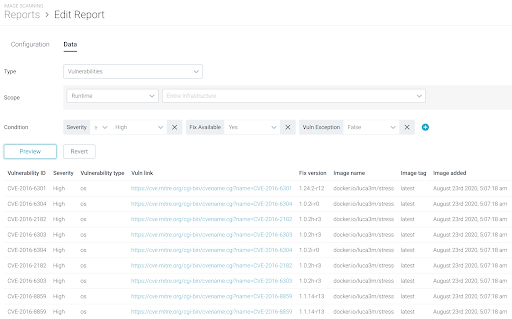 IMAGE SCANNING
Reports > Edit Report
Configuration Data
Type Vulnerabilities
Scope Runtime Entire Infrastructure
Condition Severity ≥ High Fix Available Yes Vuln Exception False
Preview Revert
Vulnerability ID Severity Vulnerability type Vuln link Fix version Image name Image tag Image added
CVE-2016-6301 High os https://cve.mitre.org/cgi-bin/cvename.cgi?name=CVE-2016-6301 1.24.2-r12 docker.io/luca3m/stress latest August 23rd 2020, 5:07:18 am
CVE-2016-6304 High os https://cve.mitre.org/cgi-bin/cvename.cgi?name=CVE-2016-6304 1.0.2i-r0 docker.io/luca3m/stress latest August 23rd 2020, 5:07:18 am
CVE-2016-2182 High os https://cve.mitre.org/cgi-bin/cvename.cgi?name=CVE-2016-2182 1.0.2h-r3 docker.io/luca3m/stress latest August 23rd 2020, 5:07:18 am
CVE-2016-6303 High os https://cve.mitre.org/cgi-bin/cvename.cgi?name=CVE-2016-6303 1.0.2h-r3 docker.io/luca3m/stress latest August 23rd 2020, 5:07:18 am
CVE-2016-6304 High os https://cve.mitre.org/cgi-bin/cvename.cgi?name=CVE-2016-6304 1.0.2i-r0 docker.io/luca3m/stress latest August 23rd 2020, 5:07:18 am
CVE-2016-2182 High os https://cve.mitre.org/cgi-bin/cvename.cgi?name=CVE-2016-2182 1.0.2h-r3 docker.io/luca3m/stress latest August 23rd 2020, 5:07:18 am
CVE-2016-6303 High os https://cve.mitre.org/cgi-bin/cvename.cgi?name=CVE-2016-6303 1.0.2h-r3 docker.io/luca3m/stress latest August 23rd 2020, 5:07:18 am
CVE-2016-8859 High os https://cve.mitre.org/cgi-bin/cvename.cgi?name=CVE-2016-8859 1.1.14-r13 docker.io/luca3m/stress latest August 23rd 2020, 5:07:18 am
CVE-2016-8859 High os https://cve.mitre.org/cgi-bin/cvename.cgi?name=CVE-2016-8859 1.1.14-r13 docker.io/luca3m/stress latest August 23rd 2020, 5:07:18 am